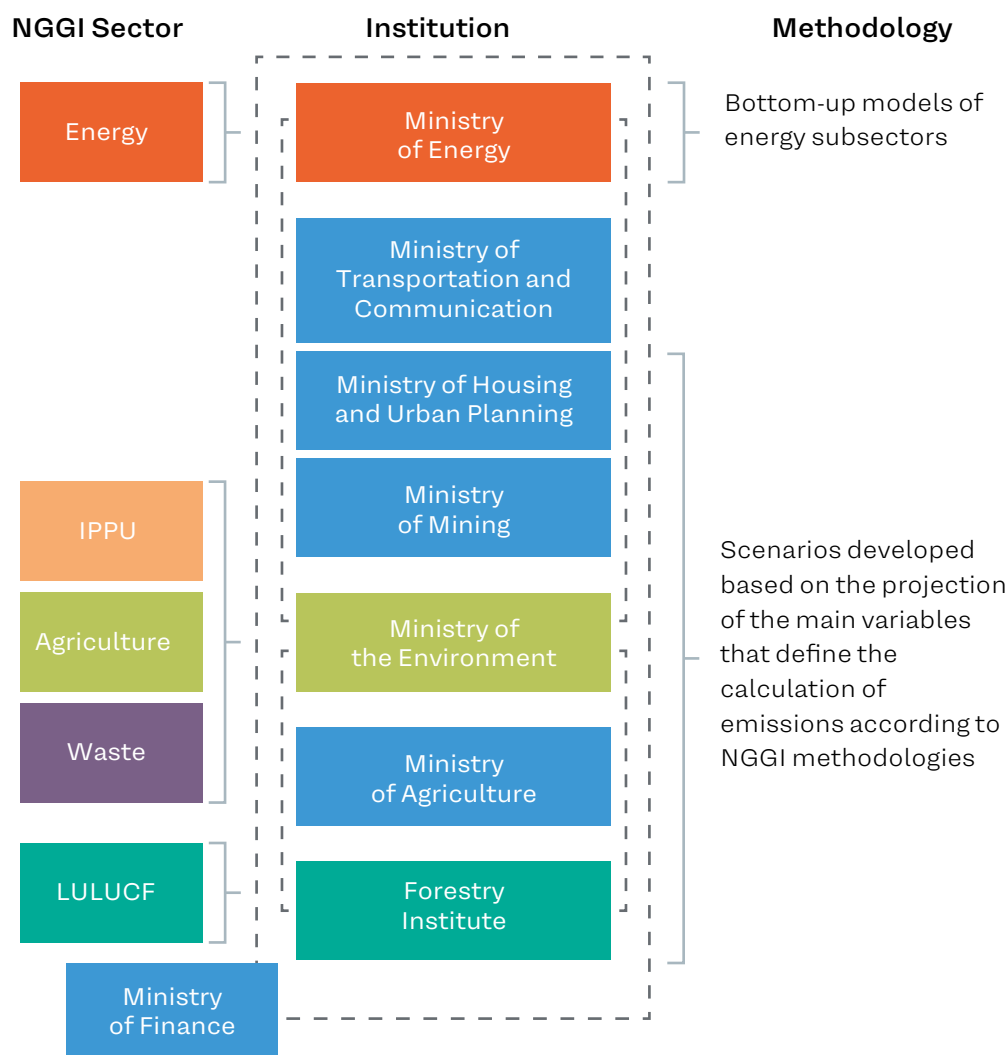 NGGI Sector
Institution
Methodology
Energy
Ministry
of Energy
Bottom-up models of
energy subsectors
Ministry of
Transportation and
Communication
Ministry of Housing
and Urban Planning
Ministry
of Mining
IPPU
Agriculture
Waste
Ministry of
the Environment
Scenarios developed
based on the projection
of the main variables
that define the
calculation of
emissions according to
NGGI methodologies
Ministry
of Agriculture
LULUCF
Forestry
Institute
Ministry
of Finance